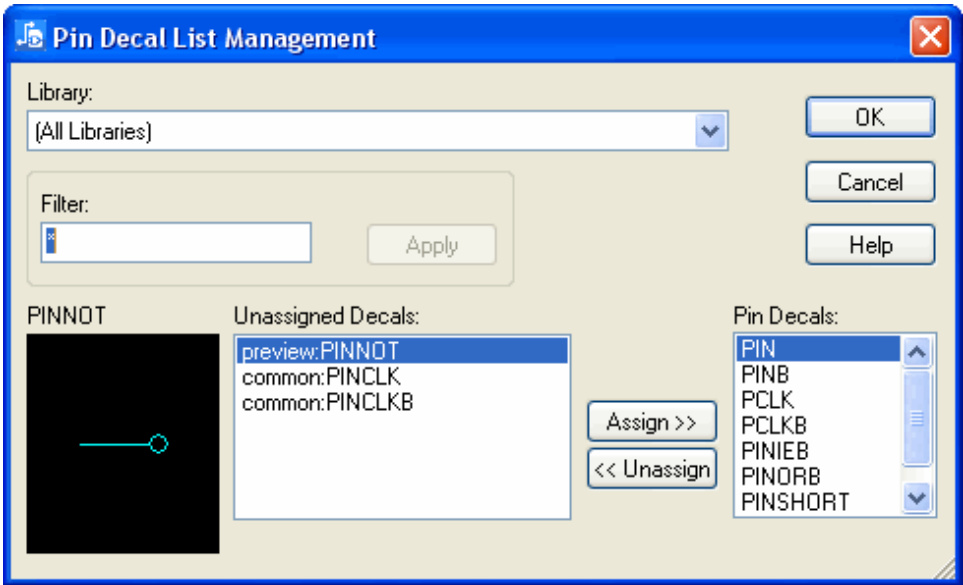 Pin Decal List Management
Library:
(All Libraries)
OK
Cancel
Filter:
*
Apply
Help
PINNOT
Unassigned Decals:
Pin Decals:
preview:PINNOT
common:PINCLK
common:PINCLKB
Assign >>
<< Unassign
PIN
PINB
PCLK
PCLKB
PINIEB
PINORB
PINSHORT